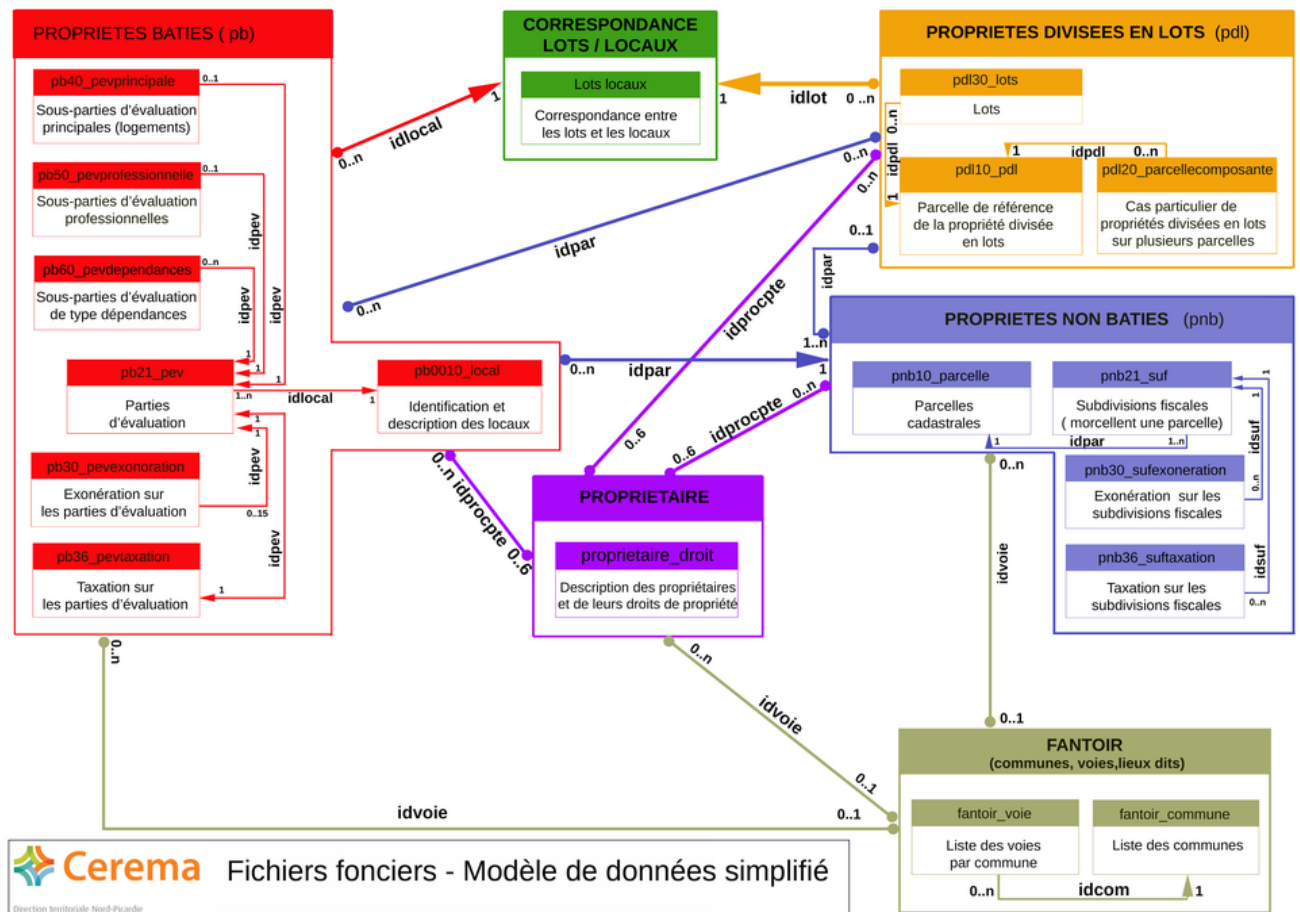 PROPRIETES BATIES ( pb)
pb40_pevprincipale
0..1
Sous-parties d'évaluation
principales (logements)
pb50_pevprofessionnelle
0..1
Sous-parties d'évaluation
professionnelles
pb60_pevdependances
0..n
Sous-parties d'évaluation
de type dépendances
idpev
idpev
idpev
1
1
1
pb21_pev
Parties
d'évaluation
1..n
idlocal
1
pb0010_local
Identification et
description des locaux
1
1
idpev
idpev
pb30_pevexonoration
Exonération sur
les parties d'évaluation
0..15
pb36_pevtaxation
Taxation sur
les parties d'évaluation
1
CORRESPONDANCE
LOTS / LOCAUX
Lots locaux
Correspondance entre
les lots et les locaux
1
idlocal
0..n
1
idlot
0 ..n
PROPRIETES DIVISEES EN LOTS (pdl)
pdl30_lots
Lots
0..n
idpdl
1
1
idpdl
0..n
pdl10_pdl
Parcelle de référence
de la propriété divisée
en lots
pdl20_parcellecomposante
Cas particulier de
propriétés divisées en lots
sur plusieurs parcelles
0..n
idpar
0..n
0..n
idprocpte
0..6
0..1
idpar
1..n
0..n
idpar
1
PROPRIETES NON BATIES (pnb)
pnb10_parcelle
Parcelles
cadastrales
pnb21_suf
Subdivisions fiscales
( morcellent une parcelle)
1
idpar
1..n
1
1
idsuf
0..n
pnb30_sufexoneration
Exonération sur les
subdivisions fiscales
pnb36_suftaxation
Taxation sur les
subdivisions fiscales
idsuf
0..n
0..n
idprocpte
0..6
0..n idprocpte 0..6
PROPRIETAIRE
proprietaire_droit
Description des propriétaires
et de leurs droits de propriété
0..n
idvoie
0..1
0..n
idvoie
0..1
0..n
idvoie
0..1
FANTOIR
(communes, voies,lieux dits)
fantoir_voie
Liste des voies
par commune
fantoir_commune
Liste des communes
0..n
idcom
1
Cerema
Fichiers fonciers - Modèle de données simplifié
Direction territoriale Nord-Picardie